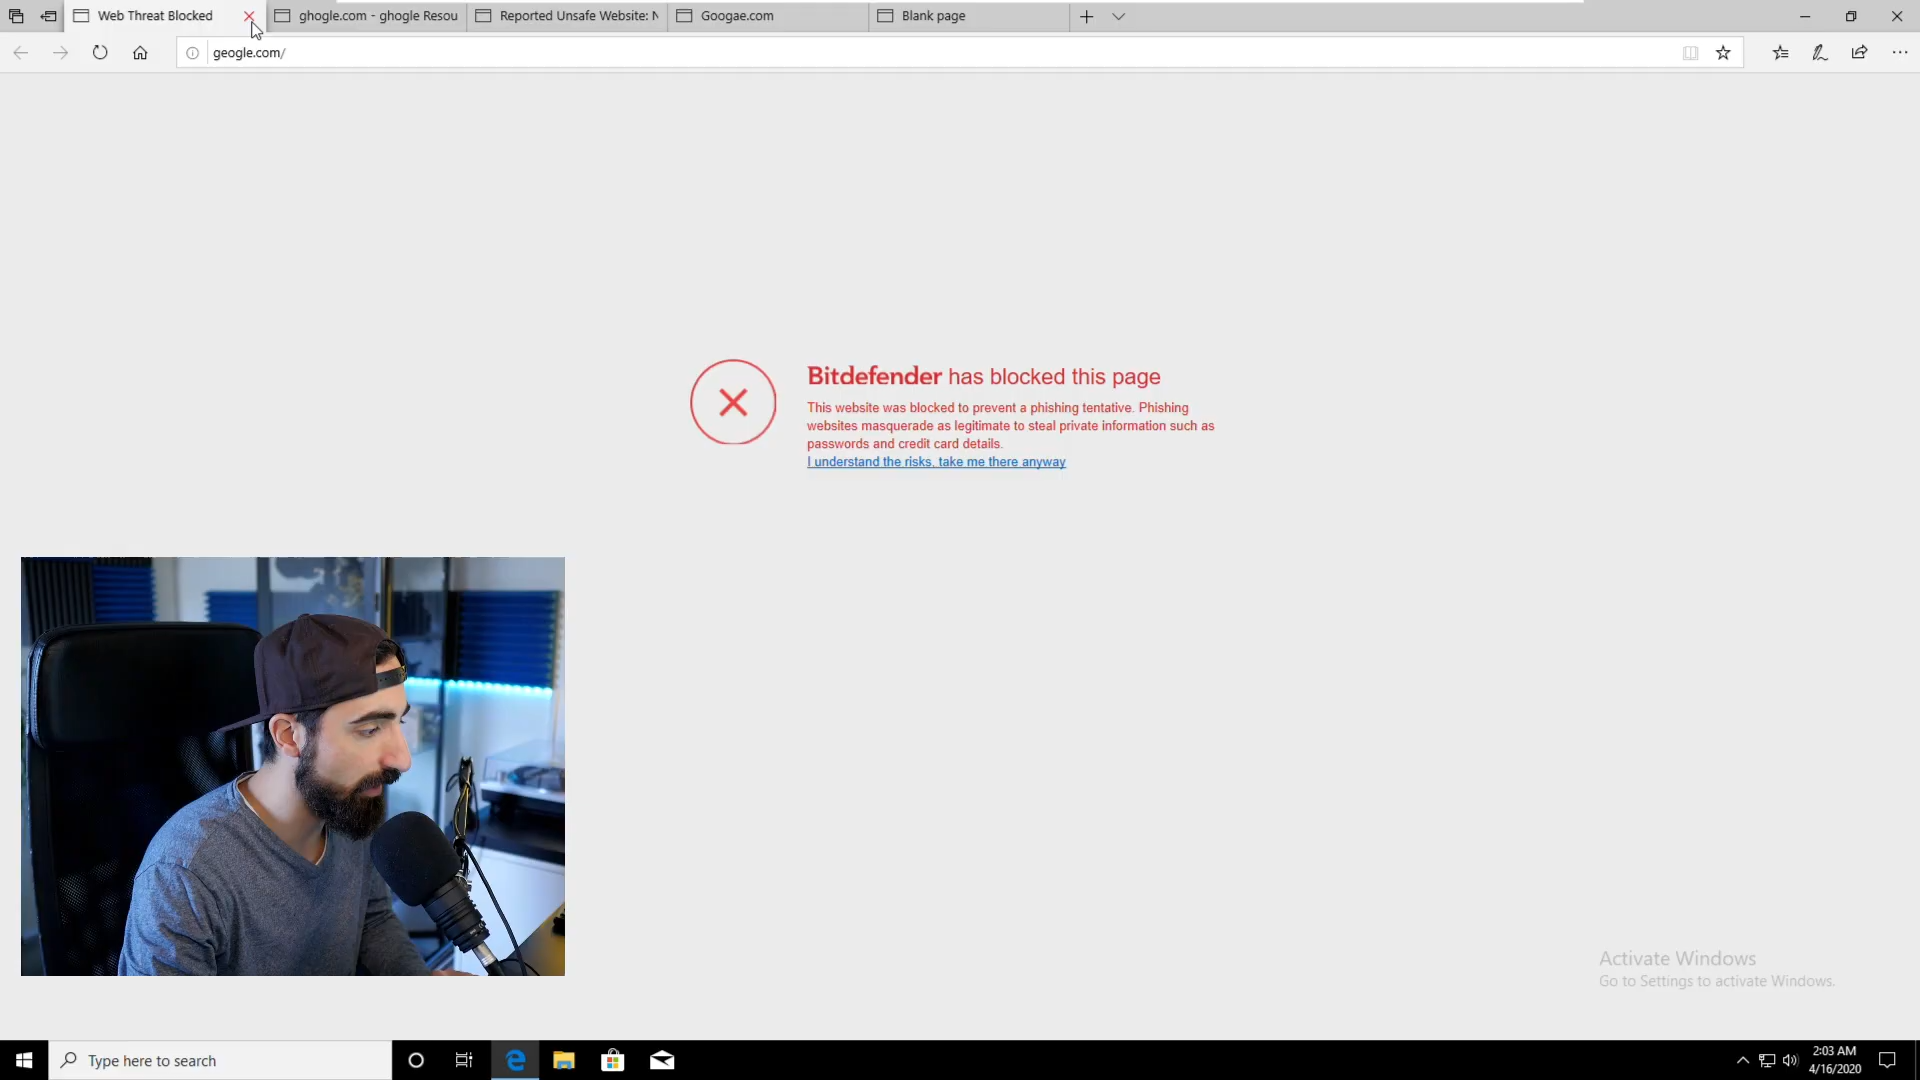 Web Threat Blocked
ghogle.com - ghogle Resou
Reported Unsafe Website: N
Googae.com
Blank page
geogle.com/
Bitdefender has blocked this page
This website was blocked to prevent a phishing tentative. Phishing
websites masquerade as legitimate to steal private information such as
passwords and credit card details.
I understand the risks, take me there anyway
Activate Windows
Go to Settings to activate Windows.
Type here to search
2:03 AM
4/16/2020